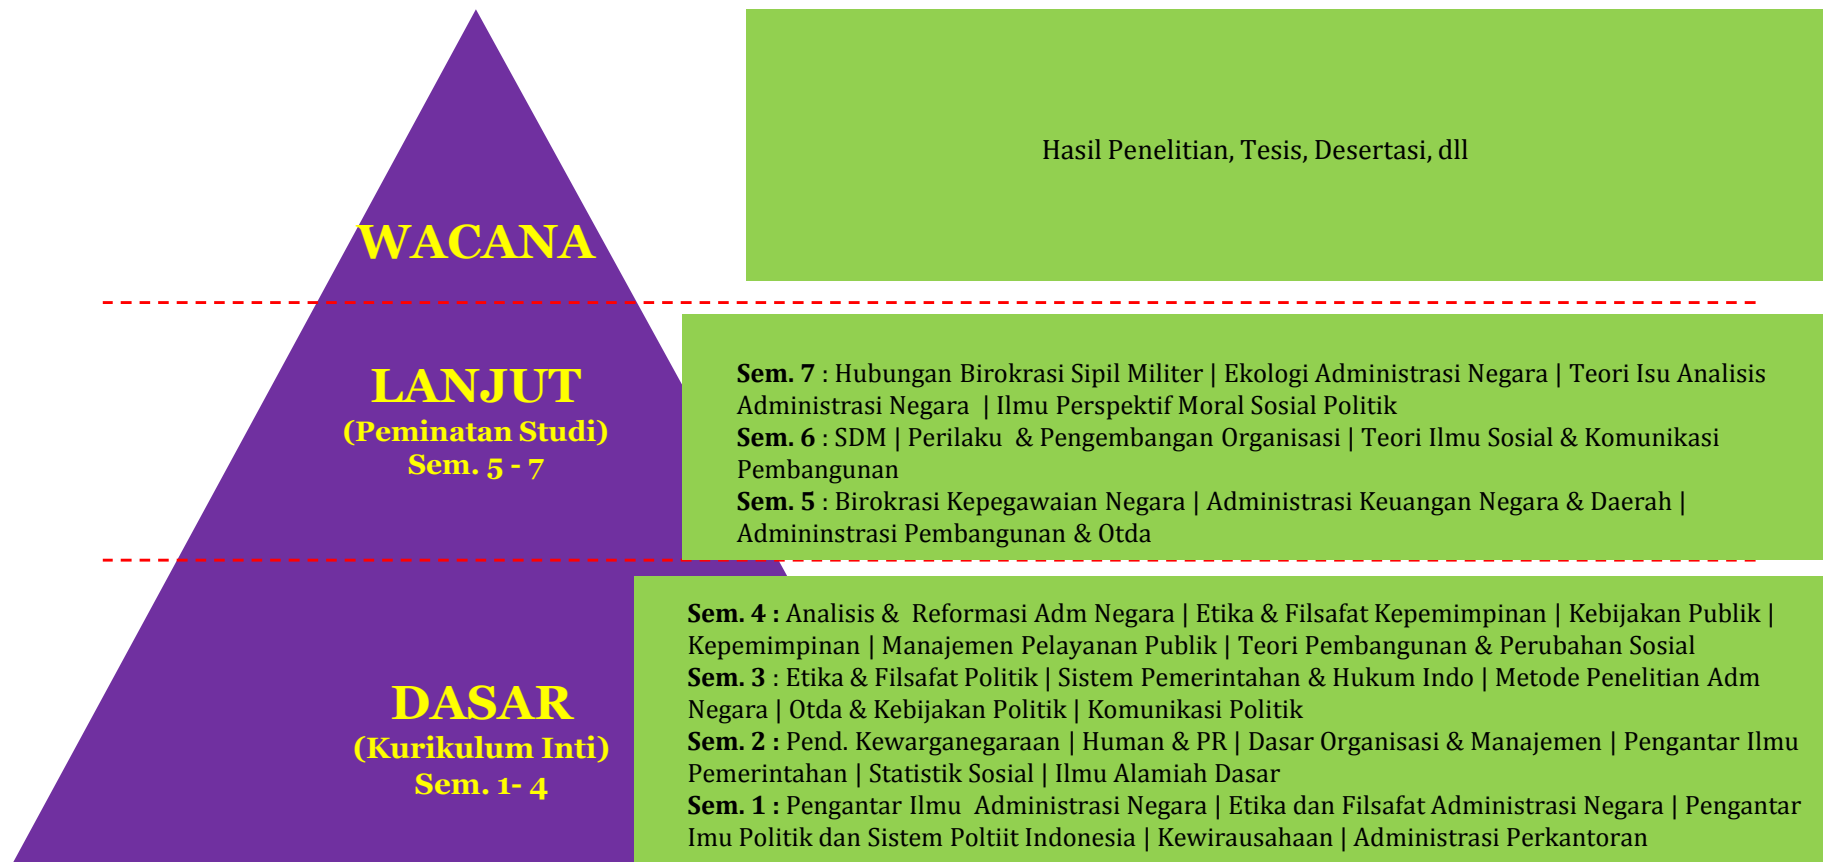 WACANA
Hasil Penelitian, Tesis, Desertasi, dll
LANJUT
(Peminatan Studi)
Sem. 5 - 7
Sem. 7 : Hubungan Birokrasi Sipil Militer | Ekologi Administrasi Negara | Teori Isu Analisis
Administrasi Negara | Ilmu Perspektif Moral Sosial Politik
Sem. 6 : SDM | Perilaku & Pengembangan Organisasi | Teori Ilmu Sosial & Komunikasi
Pembangunan
Sem. 5 : Birokrasi Kepegawaian Negara | Administrasi Keuangan Negara & Daerah |
Admininstrasi Pembangunan & Otda
DASAR
(Kurikulum Inti)
Sem. 1- 4
Sem. 4 : Analisis & Reformasi Adm Negara | Etika & Filsafat Kepemimpinan | Kebijakan Publik |
Kepemimpinan | Manajemen Pelayanan Publik | Teori Pembangunan & Perubahan Sosial
Sem. 3 : Etika & Filsafat Politik | Sistem Pemerintahan & Hukum Indo | Metode Penelitian Adm
Negara | Otda & Kebijakan Politik | Komunikasi Politik
Sem. 2 : Pend. Kewarganegaraan | Human & PR | Dasar Organisasi & Manajemen | Pengantar Ilmu
Pemerintahan | Statistik Sosial | Ilmu Alamiah Dasar
Sem. 1 : Pengantar Ilmu Administrasi Negara | Etika dan Filsafat Administrasi Negara | Pengantar
Imu Politik dan Sistem Poltiit Indonesia | Kewirausahaan | Administrasi Perkantoran